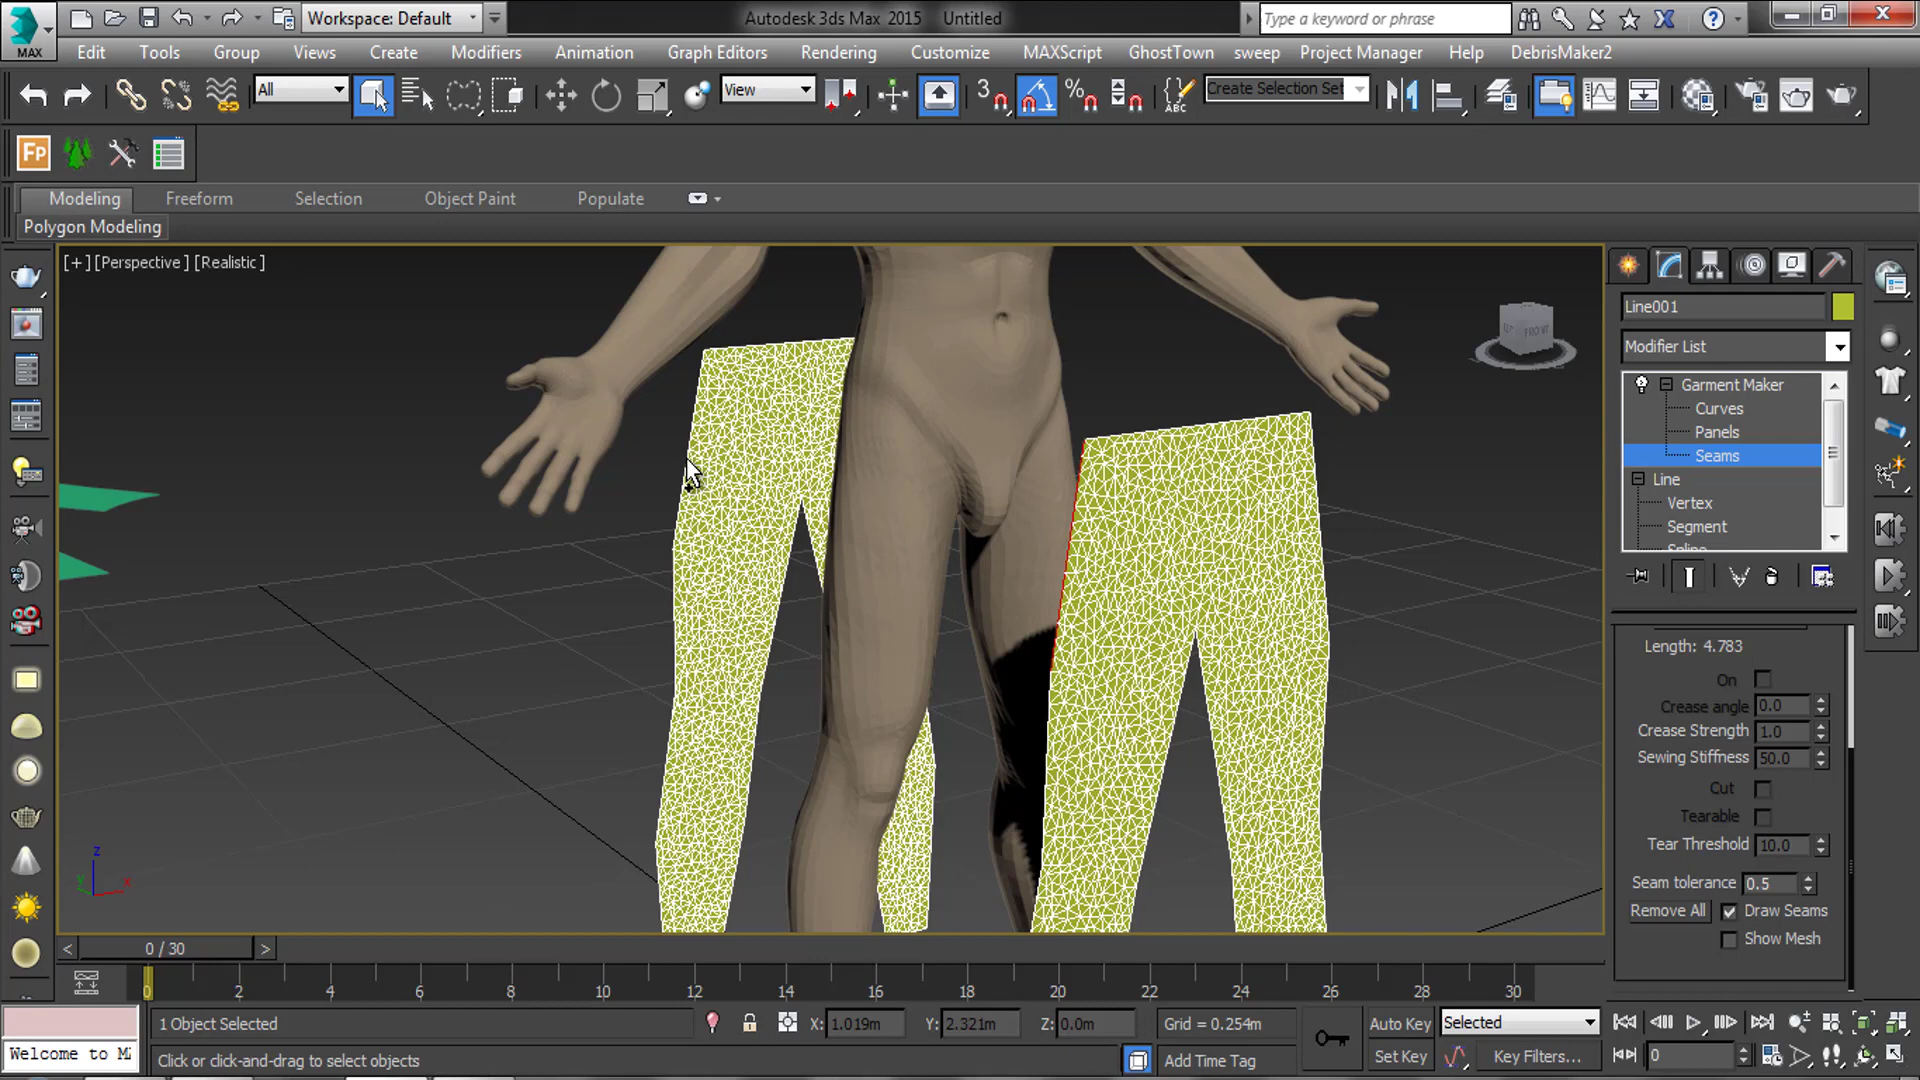 Workspace: Default
Autodesk 3ds Max 2015 Untitled
Type a keyword or phrase
MAX
Edit Tools Group Views Create Modifiers Animation Graph Editors Rendering Customize MAXScript GhostTown sweep Project Manager Help DebrisMaker2
All
View
3
%
ABC
Create Selection Set
Fp
Modeling Freeform Selection Object Paint Populate
Polygon Modeling
[+] [Perspective] [Realistic]
FRONT
Line001
Modifier List
Garment Maker
Curves
Panels
Seams
Line
Vertex
Segment
Spline
Length: 4.783
On
Crease angle 0.0
Crease Strength 1.0
Sewing Stiffness 50.0
Cut
Tearable
Tear Threshold 10.0
Seam tolerance 0.5
Remove All Draw Seams
Show Mesh
z
x
< 0 / 30 >
0 2 4 6 8 10 12 14 16 18 20 22 24 26 28 30
1 Object Selected
X: 1.019m Y: 2.321m Z: 0.0m Grid = 0.254m
Auto Key Selected
Welcome to M
Click or click-and-drag to select objects
Add Time Tag
Set Key Key Filters... 0